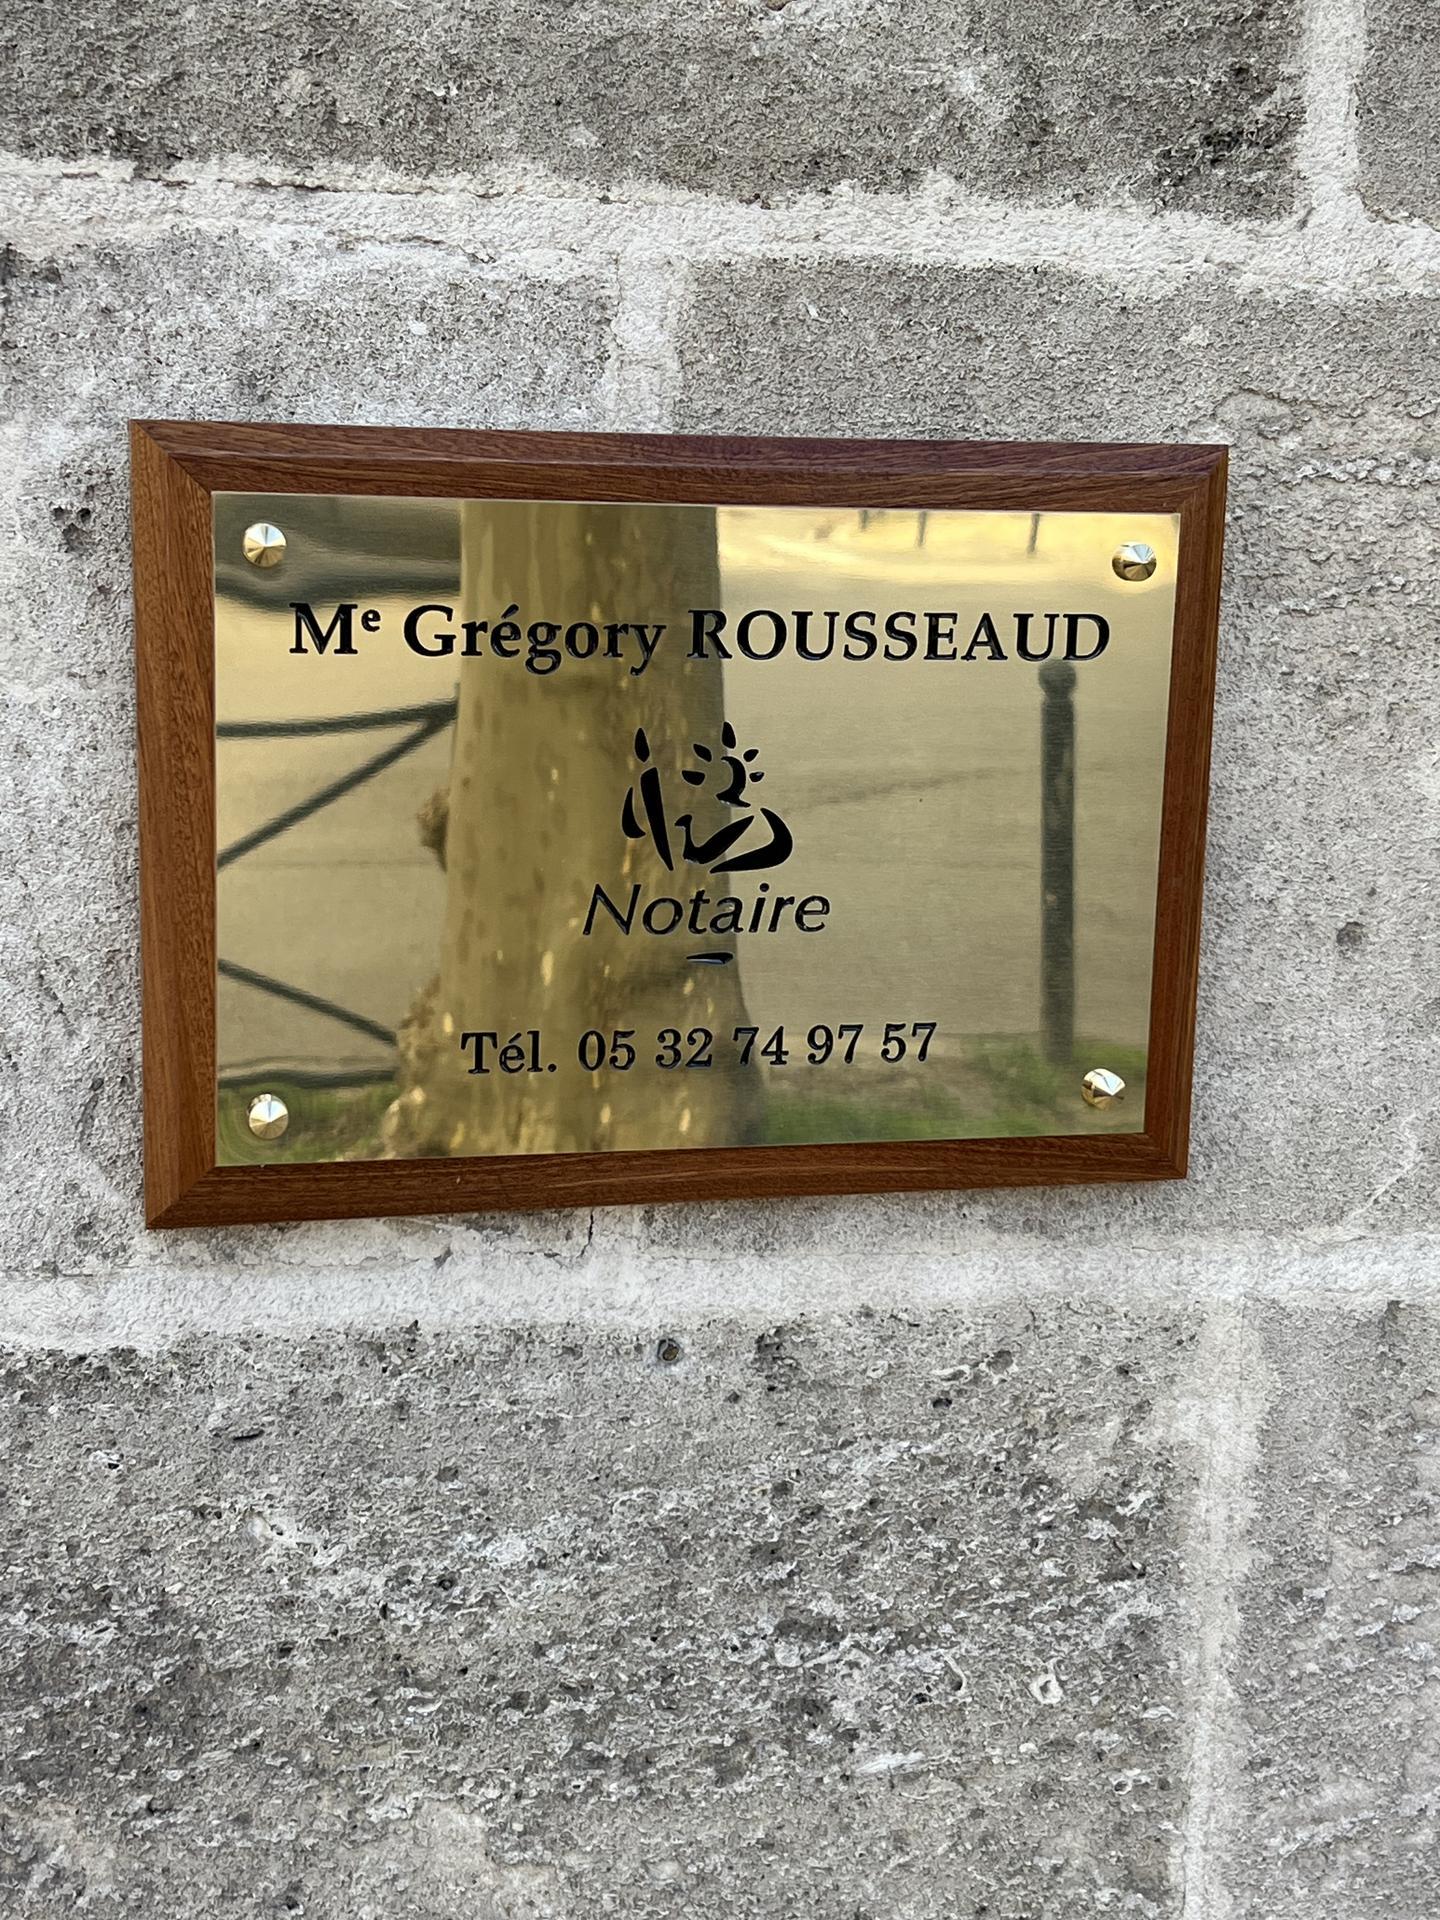 Mᵉ Grégory ROUSSEAUD
Notaire
Tél. 05 32 74 97 57